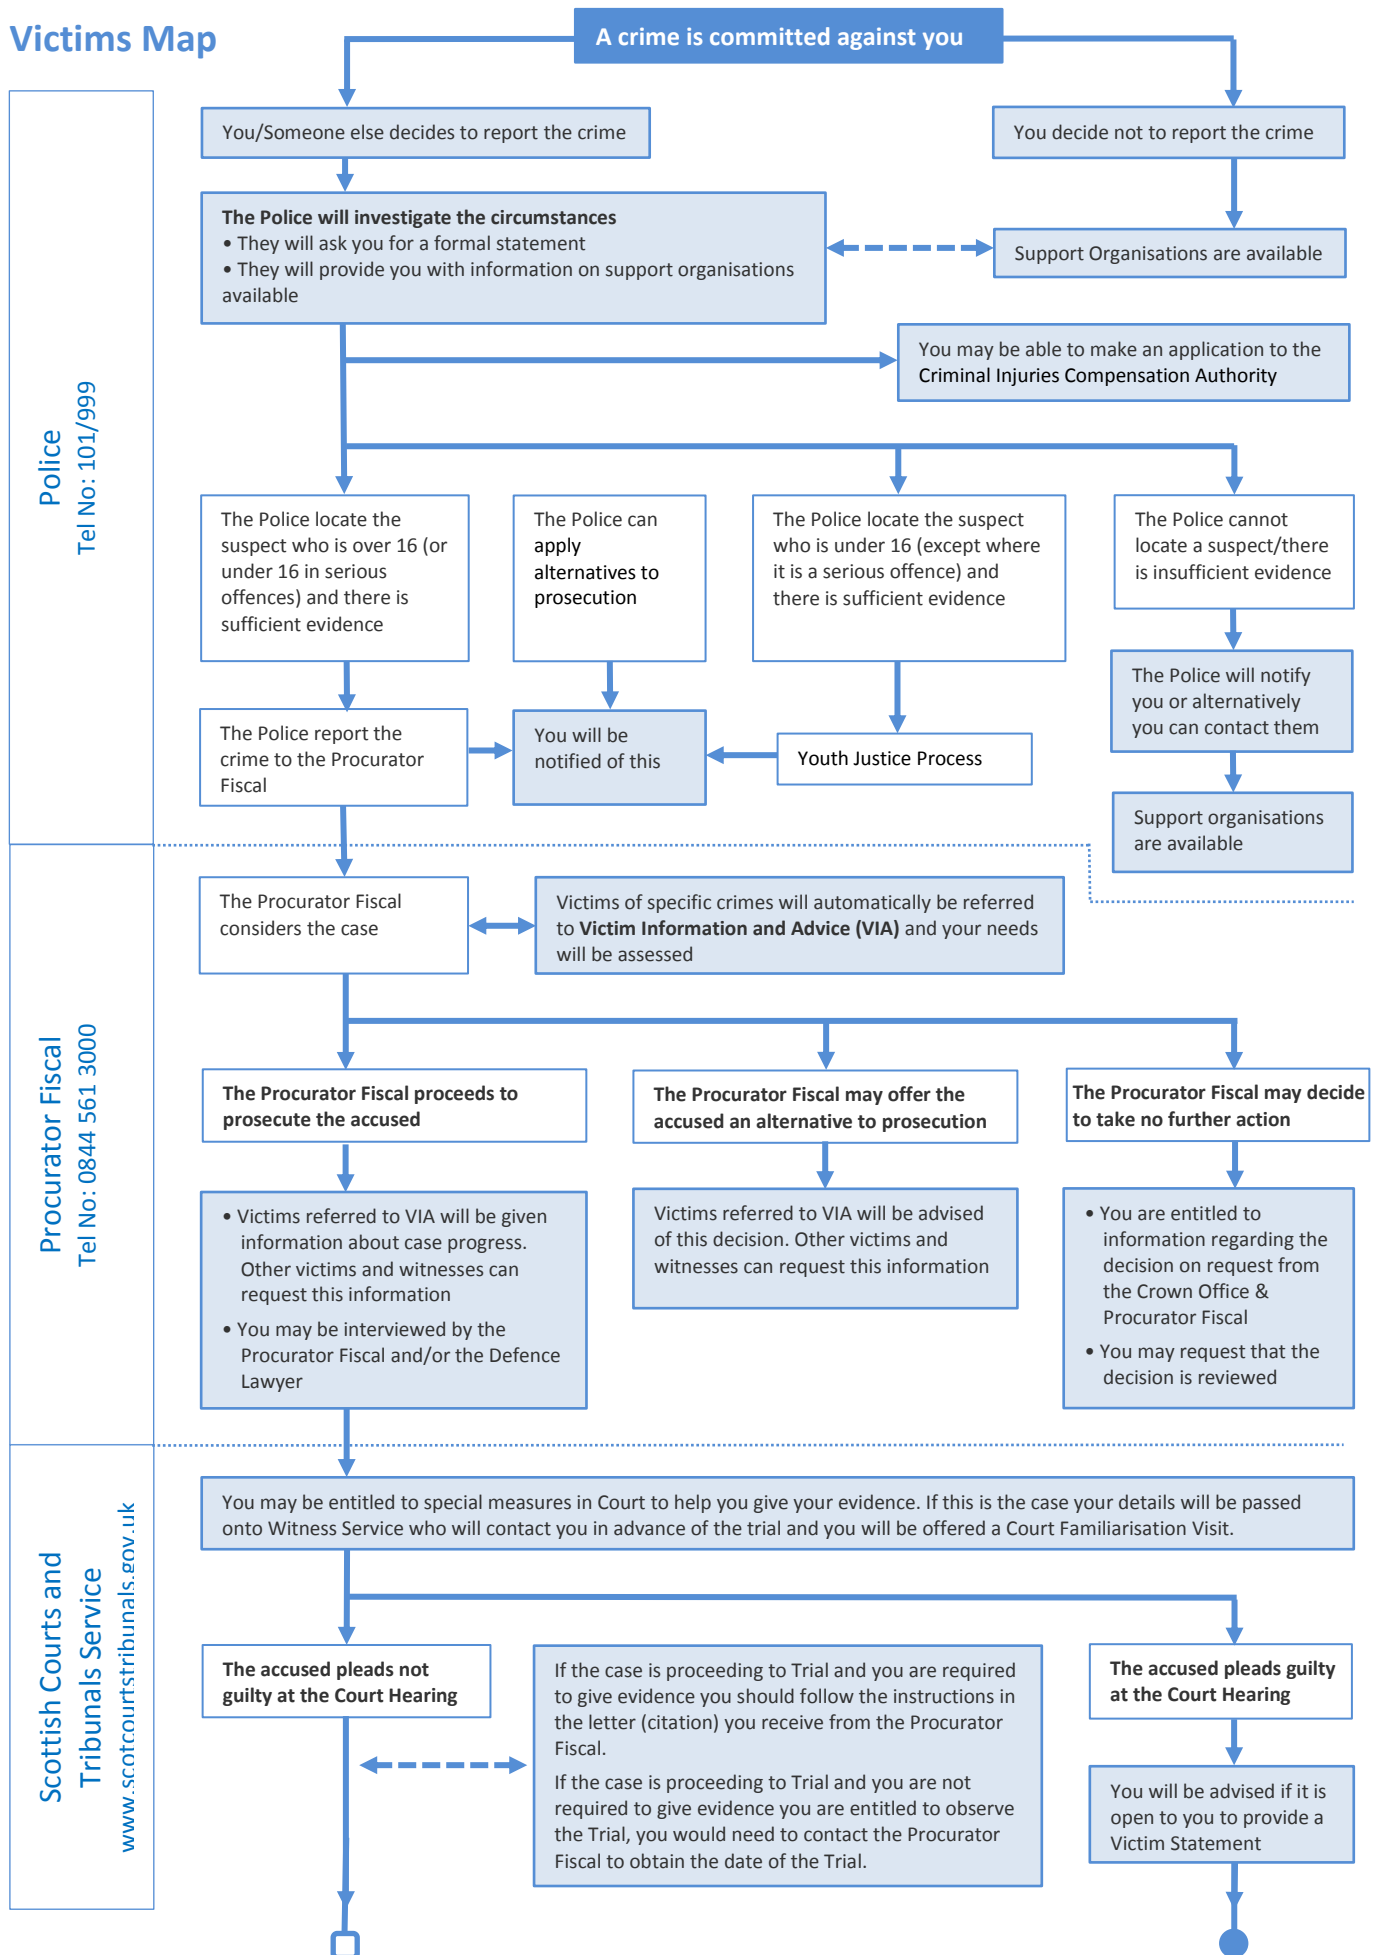 Victims Map
A crime is committed against you
You/Someone else decides to report the crime
You decide not to report the crime
The Police will investigate the circumstances
• They will ask you for a formal statement
• They will provide you with information on support organisations
available
Support Organisations are available
You may be able to make an application to the
Criminal Injuries Compensation Authority
Police
Tel No: 101/999
The Police locate the
suspect who is over 16 (or
under 16 in serious
offences) and there is
sufficient evidence
The Police can
apply
alternatives to
prosecution
The Police locate the suspect
who is under 16 (except where
it is a serious offence) and
there is sufficient evidence
The Police cannot
locate a suspect/there
is insufficient evidence
The Police will notify
you or alternatively
you can contact them
The Police report the
crime to the Procurator
Fiscal
You will be
notified of this
Youth Justice Process
Support organisations
are available
Procurator Fiscal
Tel No: 0844 561 3000
The Procurator Fiscal
considers the case
Victims of specific crimes will automatically be referred
to Victim Information and Advice (VIA) and your needs
will be assessed
The Procurator Fiscal proceeds to
prosecute the accused
The Procurator Fiscal may offer the
accused an alternative to prosecution
The Procurator Fiscal may decide
to take no further action
• Victims referred to VIA will be given
information about case progress.
Other victims and witnesses can
request this information
• You may be interviewed by the
Procurator Fiscal and/or the Defence
Lawyer
Victims referred to VIA will be advised
of this decision. Other victims and
witnesses can request this information
• You are entitled to
information regarding the
decision on request from
the Crown Office &
Procurator Fiscal
• You may request that the
decision is reviewed
Scottish Courts and
Tribunals Service
www.scotcourtstribunals.gov.uk
You may be entitled to special measures in Court to help you give your evidence. If this is the case your details will be passed
onto Witness Service who will contact you in advance of the trial and you will be offered a Court Familiarisation Visit.
The accused pleads not
guilty at the Court Hearing
If the case is proceeding to Trial and you are required
to give evidence you should follow the instructions in
the letter (citation) you receive from the Procurator
Fiscal.
If the case is proceeding to Trial and you are not
required to give evidence you are entitled to observe
the Trial, you would need to contact the Procurator
Fiscal to obtain the date of the Trial.
The accused pleads guilty
at the Court Hearing
You will be advised if it is
open to you to provide a
Victim Statement